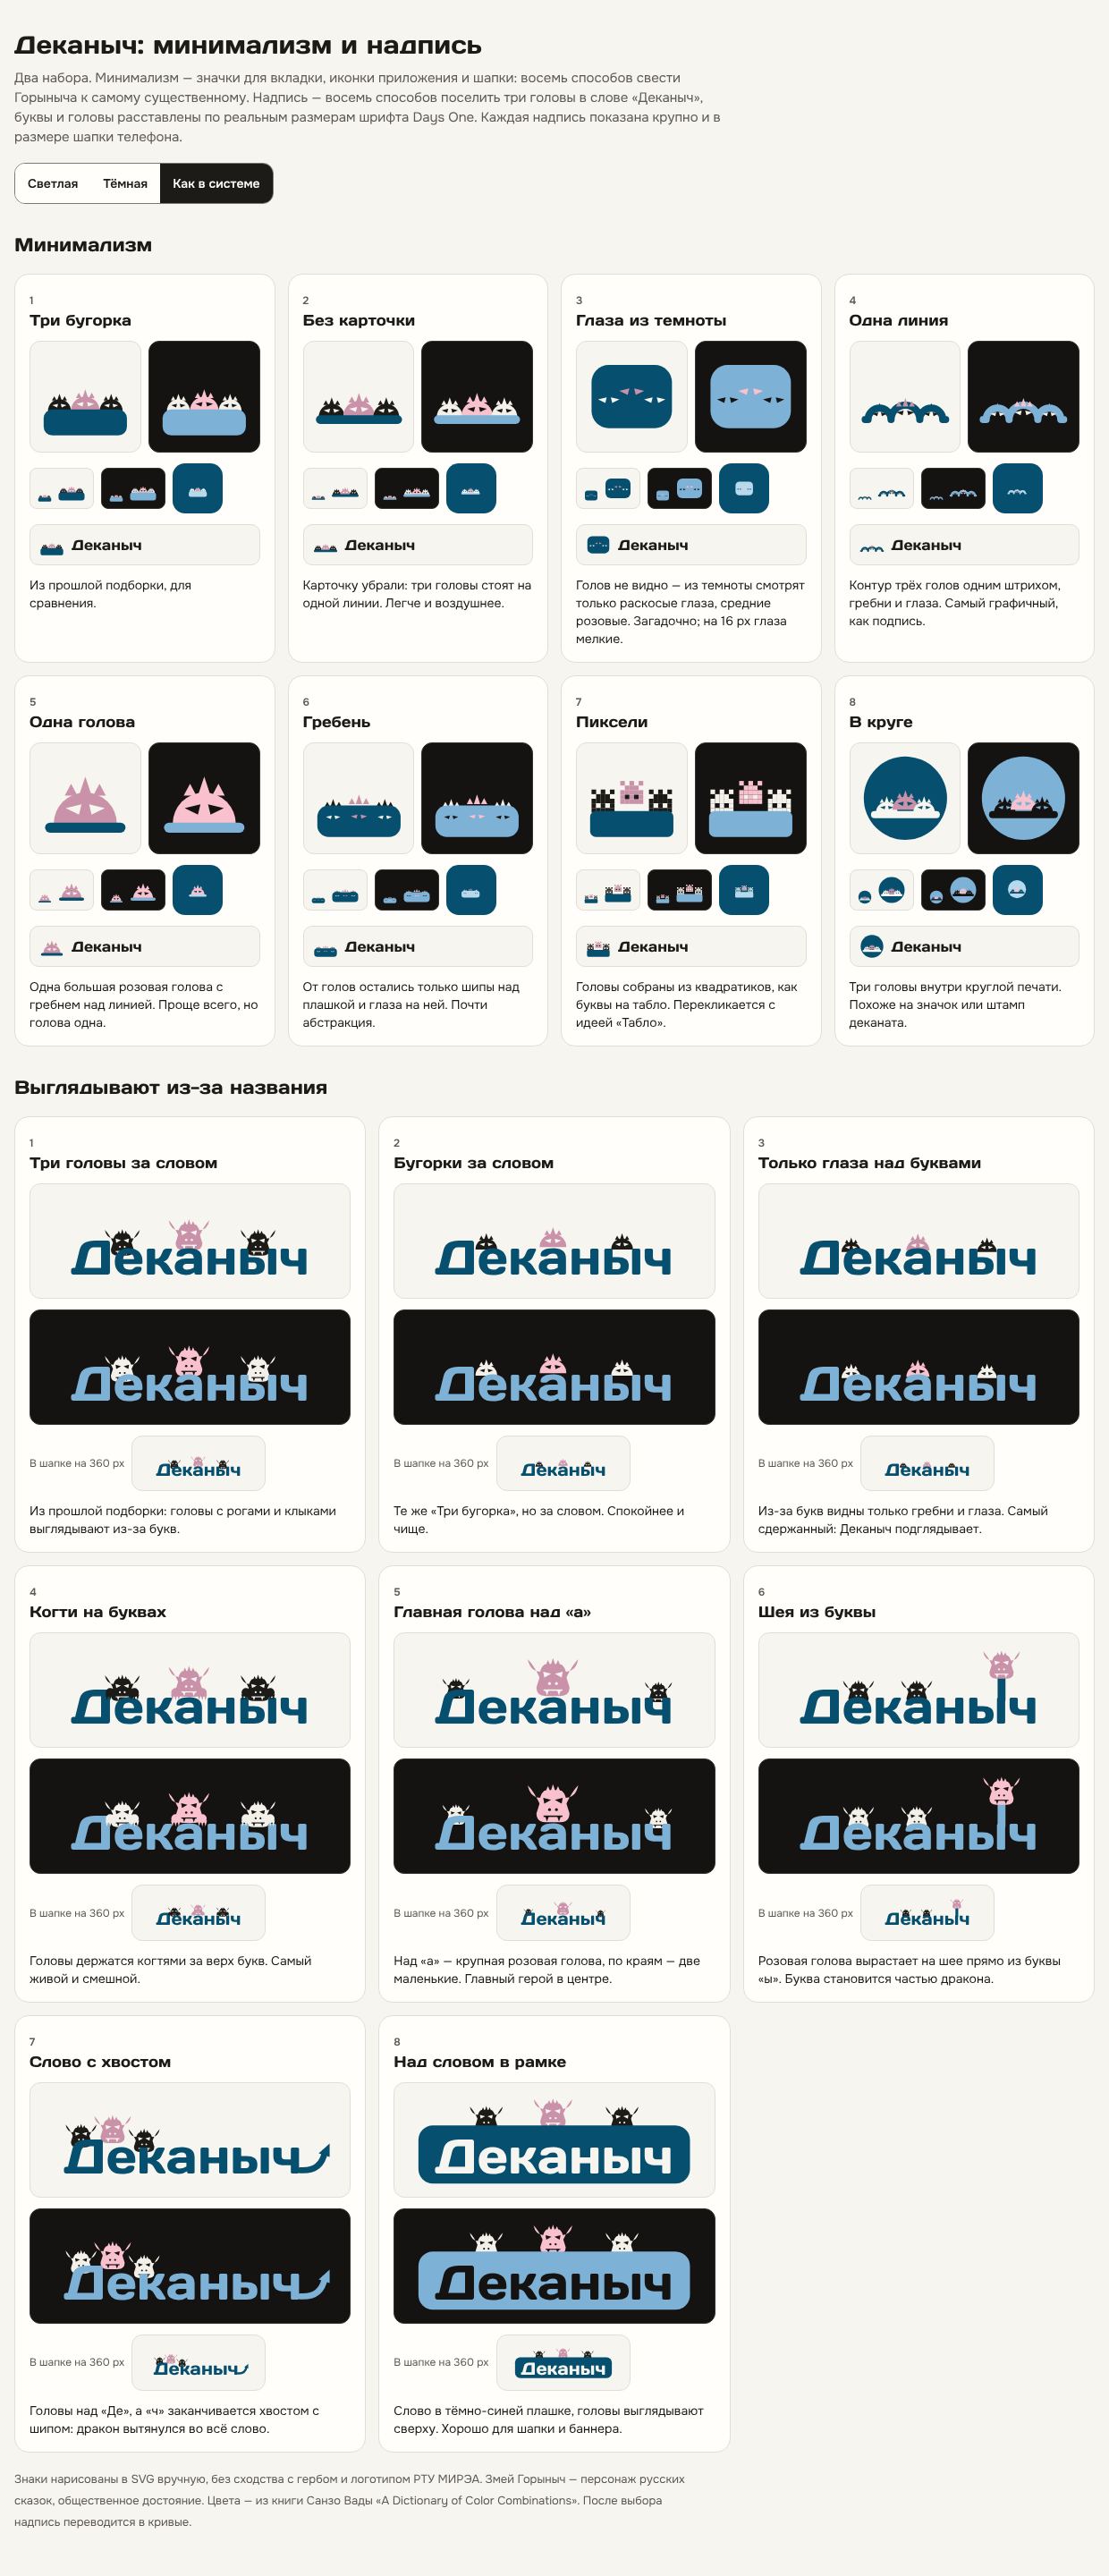 Деканыч: минимализм и надпись
Два набора. Минимализм — значки для вкладки, иконки приложения и шапки: восемь способов свести
Горыныча к самому существенному. Надпись — восемь способов поселить три головы в слове «Деканыч»,
буквы и головы расставлены по реальным размерам шрифта Days One. Каждая надпись показана крупно и в
размере шапки телефона.
Светлая Тёмная Как в системе
Минимализм
1
Три бугорка
Деканыч
Из прошлой подборки, для
сравнения.
2
Без карточки
Деканыч
Карточку убрали: три головы стоят на
одной линии. Легче и воздушнее.
3
Глаза из темноты
Деканыч
Голов не видно — из темноты смотрят
только раскосые глаза, средние
розовые. Загадочно; на 16 px глаза
мелкие.
4
Одна линия
Деканыч
Контур трёх голов одним штрихом,
гребни и глаза. Самый графичный,
как подпись.
5
Одна голова
Деканыч
Одна большая розовая голова с
гребнем над линией. Проще всего, но
голова одна.
6
Гребень
Деканыч
От голов остались только шипы над
плашкой и глаза на ней. Почти
абстракция.
7
Пиксели
Деканыч
Головы собраны из квадратиков, как
буквы на табло. Перекликается с
идеей «Табло».
8
В круге
Деканыч
Три головы внутри круглой печати.
Похоже на значок или штамп
деканата.
Выглядывают из-за названия
1
Три головы за словом
Деканыч
Деканыч
В шапке на 360 px Деканыч
Из прошлой подборки: головы с рогами и клыками
выглядывают из-за букв.
2
Бугорки за словом
Деканыч
Деканыч
В шапке на 360 px Деканыч
Те же «Три бугорка», но за словом. Спокойнее и
чище.
3
Только глаза над буквами
Деканыч
Деканыч
В шапке на 360 px Деканыч
Из-за букв видны только гребни и глаза. Самый
сдержанный: Деканыч подглядывает.
4
Когти на буквах
Деканыч
Деканыч
В шапке на 360 px Деканыч
Головы держатся когтями за верх букв. Самый
живой и смешной.
5
Главная голова над «а»
Деканыч
Деканыч
В шапке на 360 px Деканыч
Над «а» — крупная розовая голова, по краям — две
маленькие. Главный герой в центре.
6
Шея из буквы
Деканыч
Деканыч
В шапке на 360 px Деканыч
Розовая голова вырастает на шее прямо из буквы
«ы». Буква становится частью дракона.
7
Слово с хвостом
Деканыч
Деканыч
В шапке на 360 px Деканыч
Головы над «Де», а «ч» заканчивается хвостом с
шипом: дракон вытянулся во всё слово.
8
Над словом в рамке
Деканыч
Деканыч
В шапке на 360 px Деканыч
Слово в тёмно-синей плашке, головы выглядывают
сверху. Хорошо для шапки и баннера.
Знаки нарисованы в SVG вручную, без сходства с гербом и логотипом РТУ МИРЭА. Змей Горыныч — персонаж русских
сказок, общественное достояние. Цвета — из книги Санзо Вады «A Dictionary of Color Combinations». После выбора
надпись переводится в кривые.